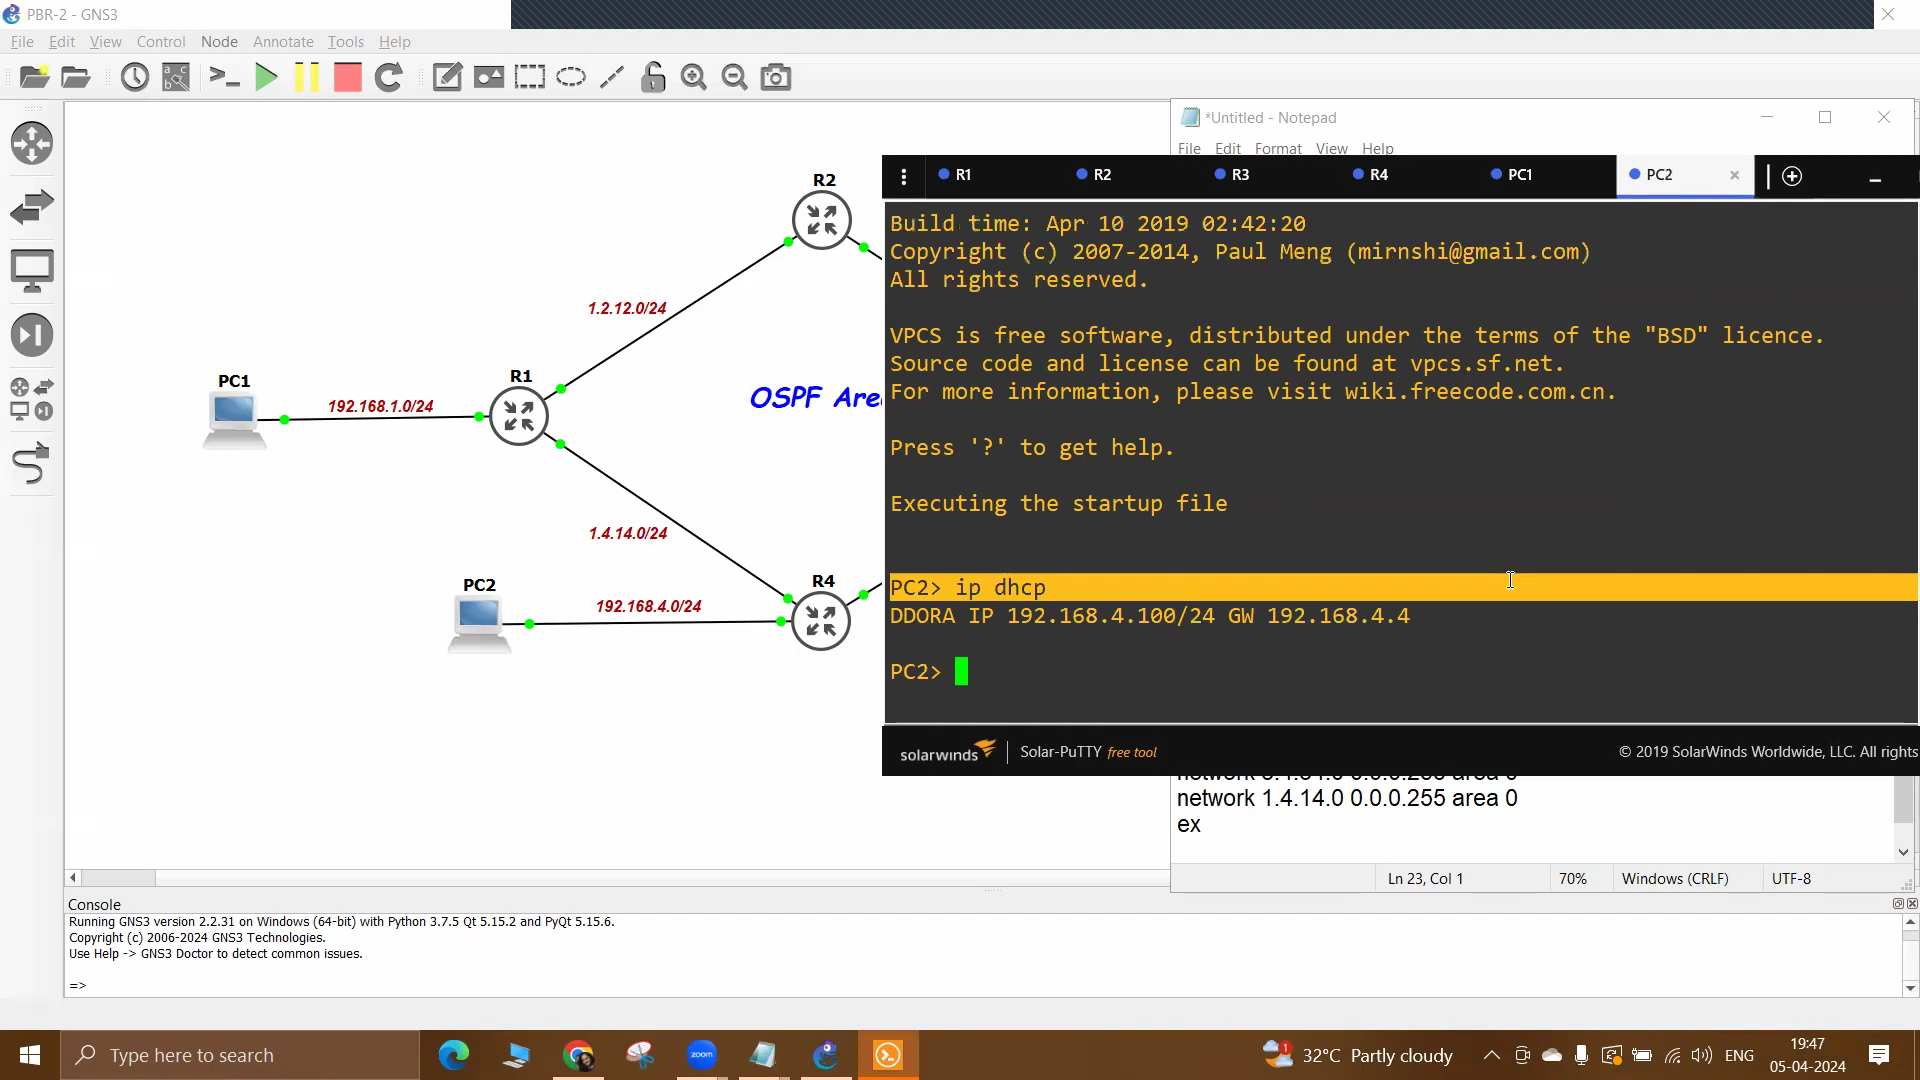 PBR-2 - GNS3
File Edit View Control Node Annotate Tools Help
R2
1.2.12.0/24
R1
PC1
192.168.1.0/24
OSPF Are
1.4.14.0/24
PC2
192.168.4.0/24
R4
*Untitled - Notepad
File Edit Format View Help
R1 R2 R3 R4 PC1 PC2
Build time: Apr 10 2019 02:42:20
Copyright (c) 2007-2014, Paul Meng (mirnshi@gmail.com)
All rights reserved.
VPCS is free software, distributed under the terms of the "BSD" licence.
Source code and license can be found at vpcs.sf.net.
For more information, please visit wiki.freecode.com.cn.
Press '?' to get help.
Executing the startup file
PC2> ip dhcp
DDORA IP 192.168.4.100/24 GW 192.168.4.4
PC2>
solarwinds Solar-PuTTY free tool © 2019 SolarWinds Worldwide, LLC. All rights
network 1.4.14.0 0.0.0.255 area 0
ex
Ln 23, Col 1 70% Windows (CRLF) UTF-8
Console
Running GNS3 version 2.2.31 on Windows (64-bit) with Python 3.7.5 Qt 5.15.2 and PyQt 5.15.6.
Copyright (c) 2006-2024 GNS3 Technologies.
Use Help -> GNS3 Doctor to detect common issues.
=>
Type here to search
zoom
1
32°C Partly cloudy
ENG
19:47
05-04-2024